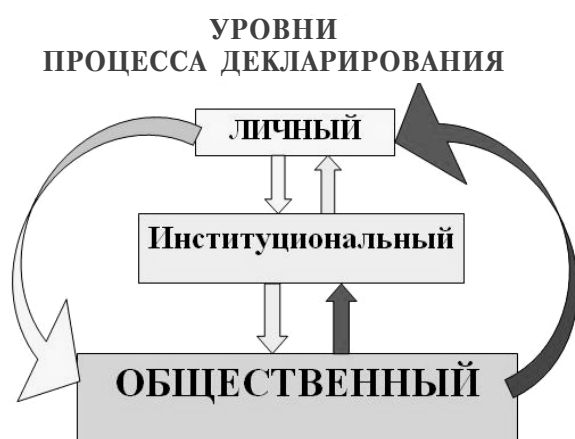 УРОВНИ
ПРОЦЕССА ДЕКЛАРИРОВАНИЯ
ЛИЧНЫЙ
Институциональный
ОБЩЕСТВЕННЫЙ